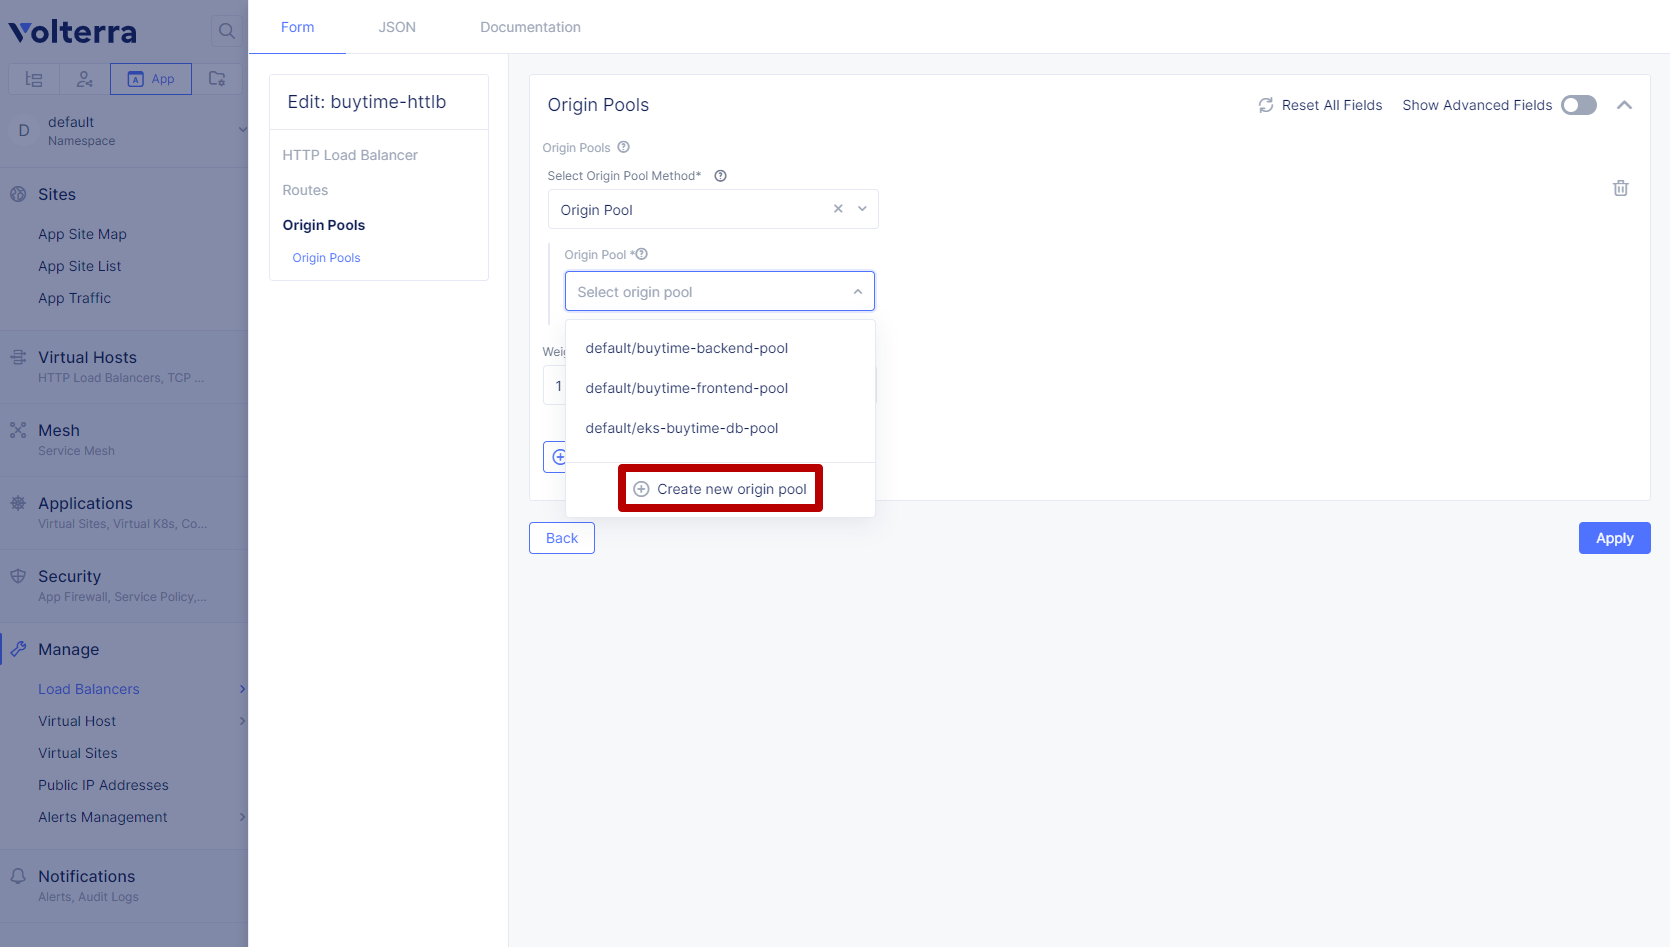 Volterra
App
D
default
Namespace
Sites
App Site Map
App Site List
App Traffic
Virtual Hosts
HTTP Load Balancers, TCP ...
Mesh
Service Mesh
Applications
Virtual Sites, Virtual K8s, Co...
Security
App Firewall, Service Policy,...
Manage
Load Balancers
Virtual Host
Virtual Sites
Public IP Addresses
Alerts Management
Notifications
Alerts, Audit Logs
Form
JSON
Documentation
Edit: buytime-httlb
HTTP Load Balancer
Routes
Origin Pools
Origin Pools
Origin Pools
Reset All Fields
Show Advanced Fields
Origin Pools
Select Origin Pool Method*
Origin Pool
Origin Pool *
Select origin pool
default/buytime-backend-pool
default/buytime-frontend-pool
default/eks-buytime-db-pool
Create new origin pool
1
Back
Apply